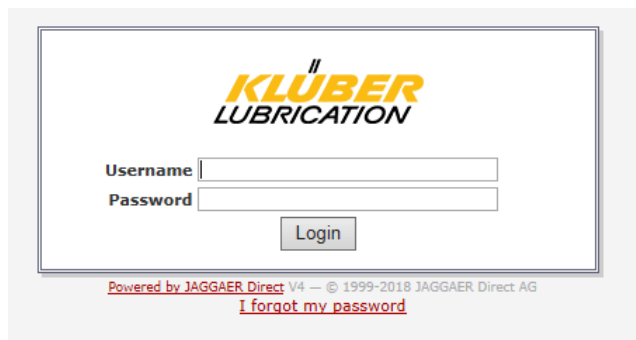 KLÜBER
LUBRICATION
Username
Password
Login
Powered by JAGGAER Direct V4 — © 1999-2018 JAGGAER Direct AG
I forgot my password